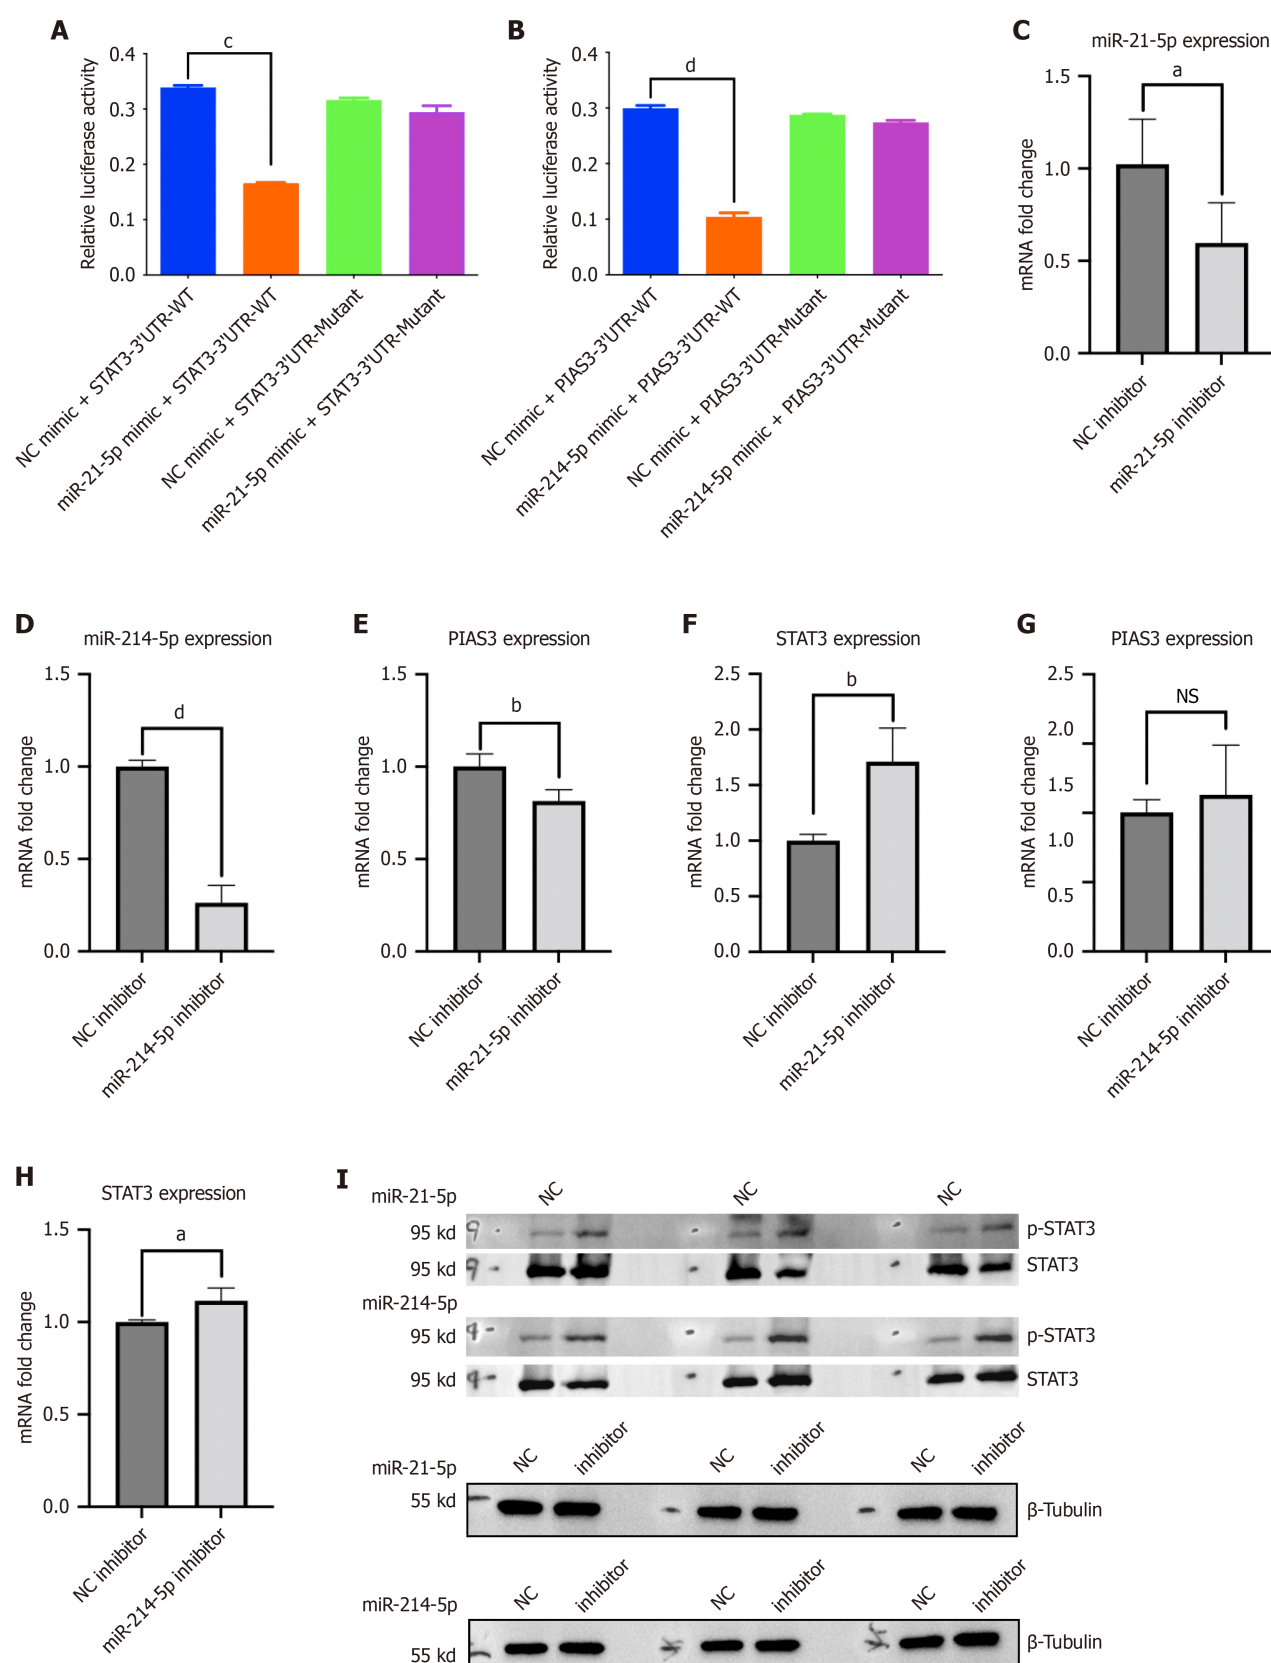 A
0.4
0.3
0.2
0.1
0.0
Relative luciferase activity
c
NC mimic + STAT3-3'UTR-WT
miR-21-5p mimic + STAT3-3'UTR-WT
NC mimic + STAT3-3'UTR-Mutant
miR-21-5p mimic + STAT3-3'UTR-Mutant
B
0.4
0.3
0.2
0.1
0.0
Relative luciferase activity
d
NC mimic + PIAS3-3'UTR-WT
miR-214-5p mimic + PIAS3-3'UTR-WT
NC mimic + PIAS3-3'UTR-Mutant
miR-214-5p mimic + PIAS3-3'UTR-Mutant
C
miR-21-5p expression
1.5
1.0
0.5
0.0
mRNA fold change
a
NC inhibitor
miR-21-5p inhibitor
D
miR-214-5p expression
1.5
1.0
0.5
0.0
mRNA fold change
d
NC inhibitor
miR-214-5p inhibitor
E
PIAS3 expression
1.5
1.0
0.5
0.0
mRNA fold change
b
NC inhibitor
miR-21-5p inhibitor
F
STAT3 expression
2.5
2.0
1.5
1.0
0.5
0.0
mRNA fold change
b
NC inhibitor
miR-21-5p inhibitor
G
PIAS3 expression
2.5
2.0
1.5
1.0
0.5
0.0
mRNA fold change
NS
NC inhibitor
miR-214-5p inhibitor
H
STAT3 expression
1.5
1.0
0.5
0.0
mRNA fold change
a
NC inhibitor
miR-214-5p inhibitor
I
miR-21-5p NC NC NC
95 kd p-STAT3
95 kd STAT3
miR-214-5p
95 kd p-STAT3
95 kd STAT3
miR-21-5p NC inhibitor NC inhibitor NC inhibitor
55 kd β-Tubulin
miR-214-5p NC inhibitor NC inhibitor NC inhibitor
55 kd β-Tubulin